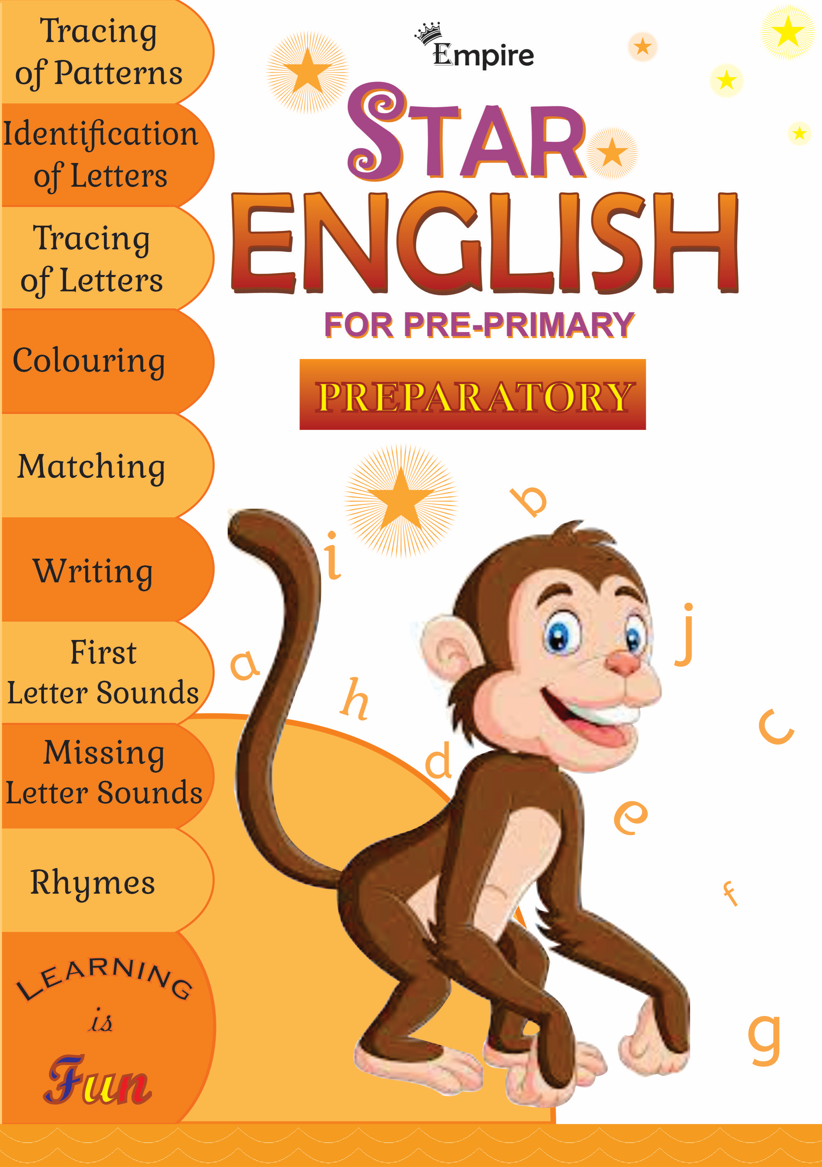 Tracing
of Patterns
Identification
of Letters
Tracing
of Letters
Colouring
Matching
Writing
First
Letter Sounds
Missing
Letter Sounds
Rhymes
LEARNING
is
Fun
Empire
STAR
ENGLISH
FOR PRE-PRIMARY
PREPARATORY
b
i
j
a
h
c
d
e
f
g